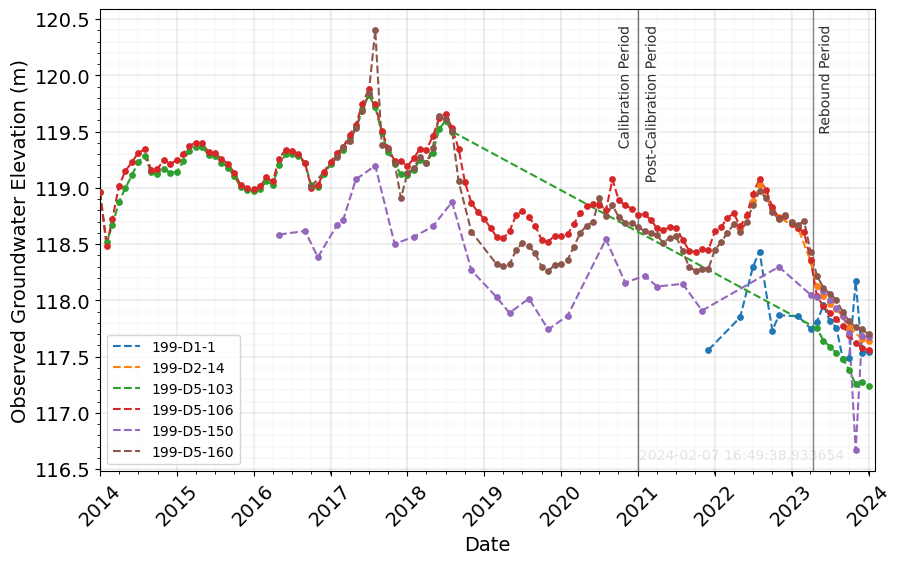 120.5
120.0
119.5
119.0
118.5
118.0
117.5
117.0
116.5
Observed Groundwater Elevation (m)
Calibration Period
Post-Calibration Period
Rebound Period
199-D1-1
199-D2-14
199-D5-103
199-D5-106
199-D5-150
199-D5-160
2024-02-07 16:49:38.933654
2014
2015
2016
2017
2018
2019
2020
2021
2022
2023
2024
Date